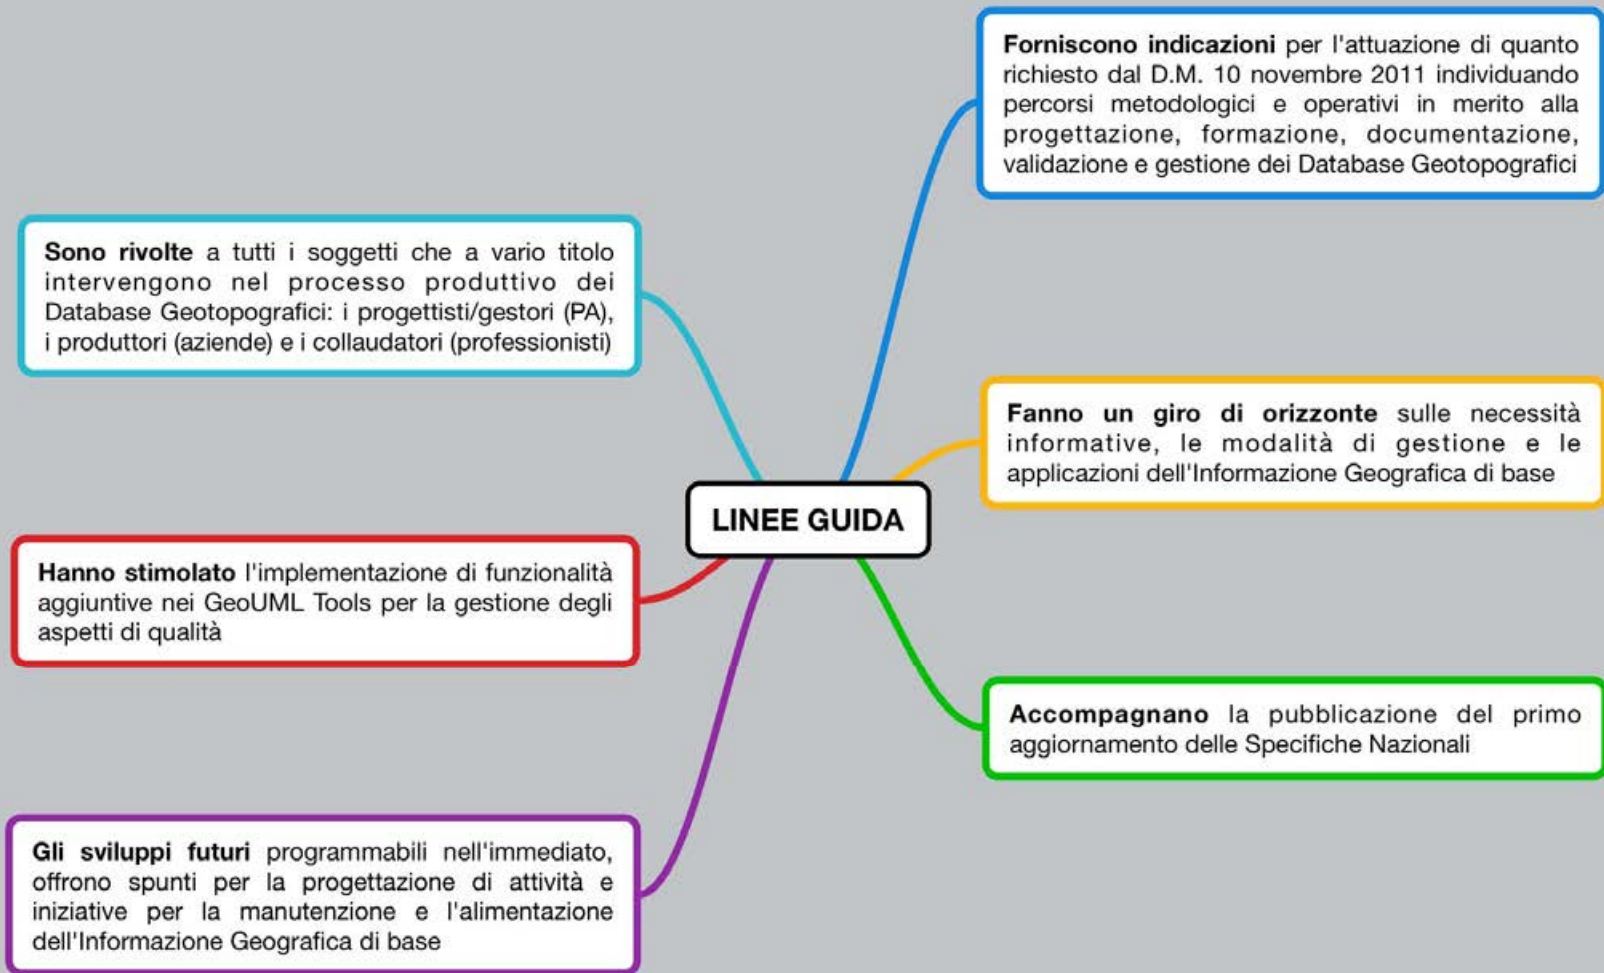 Forniscono indicazioni per l'attuazione di quanto
richiesto dal D.M. 10 novembre 2011 individuando
percorsi metodologici e operativi in merito alla
progettazione, formazione, documentazione,
validazione e gestione dei Database Geotopografici
Sono rivolte a tutti i soggetti che a vario titolo
intervengono nel processo produttivo dei
Database Geotopografici: i progettisti/gestori (PA),
i produttori (aziende) e i collaudatori (professionisti)
Fanno un giro di orizzonte sulle necessità
informative, le modalità di gestione e le
applicazioni dell'Informazione Geografica di base
LINEE GUIDA
Hanno stimolato l'implementazione di funzionalità
aggiuntive nei GeoUML Tools per la gestione degli
aspetti di qualità
Accompagnano la pubblicazione del primo
aggiornamento delle Specifiche Nazionali
Gli sviluppi futuri programmabili nell'immediato,
offrono spunti per la progettazione di attività e
iniziative per la manutenzione e l'alimentazione
dell'Informazione Geografica di base